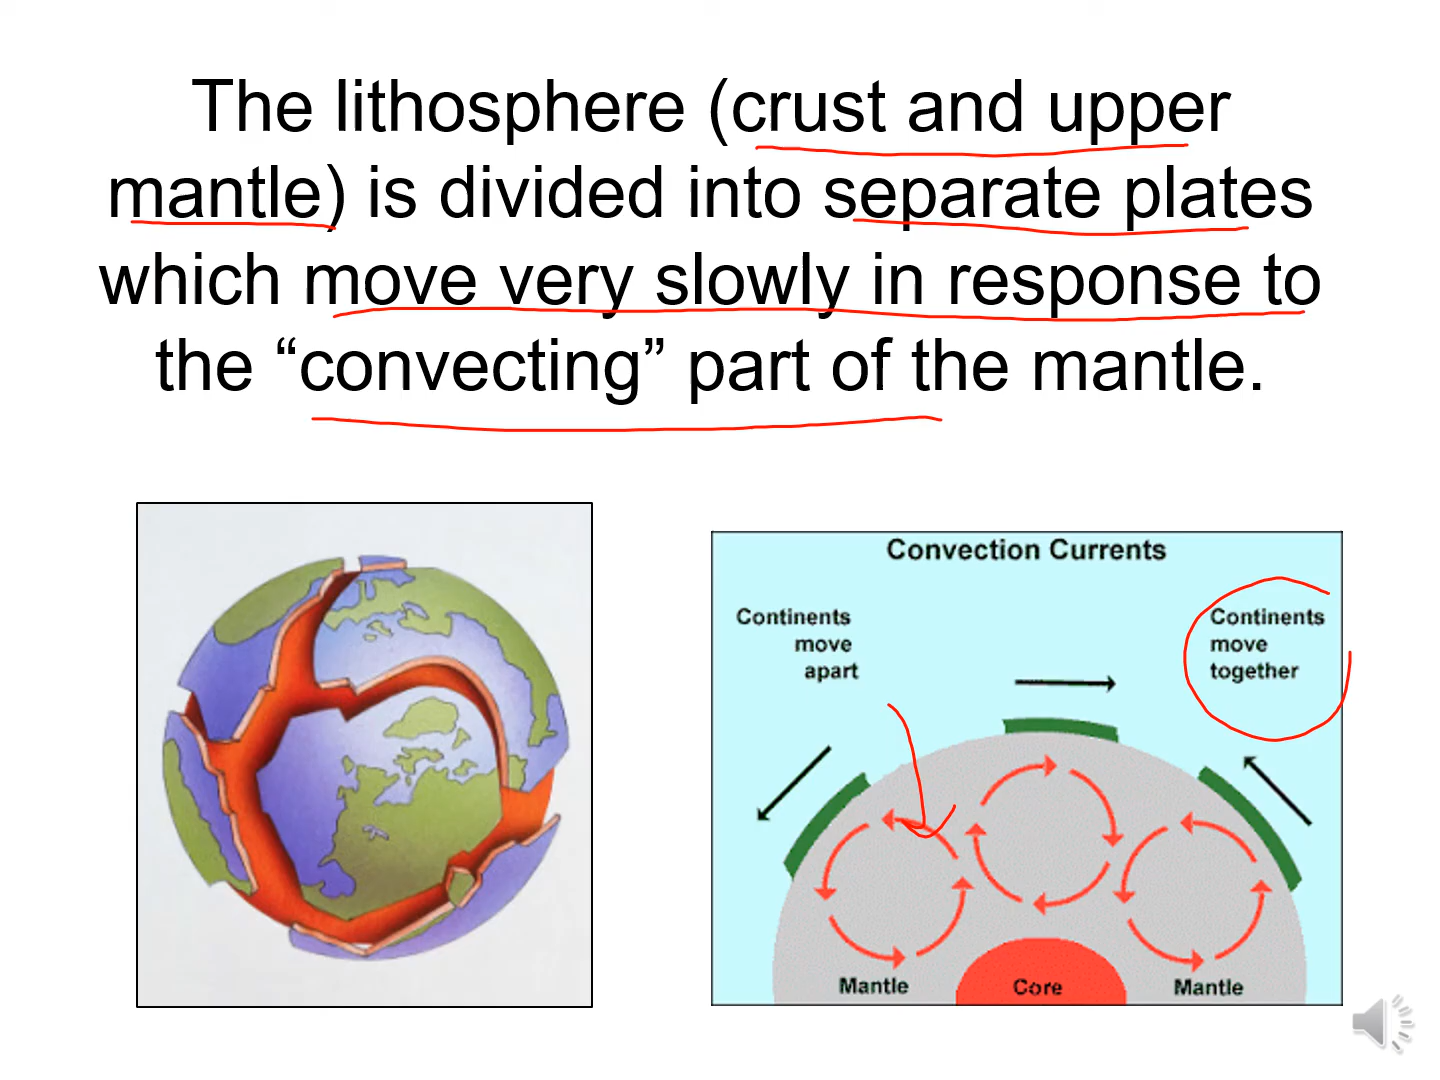 The lithosphere (crust and upper
mantle) is divided into separate plates
which move very slowly in response to
the “convecting” part of the mantle.
Convection Currents
Continents
move
apart
Continents
move
together
Mantle
Core
Mantle